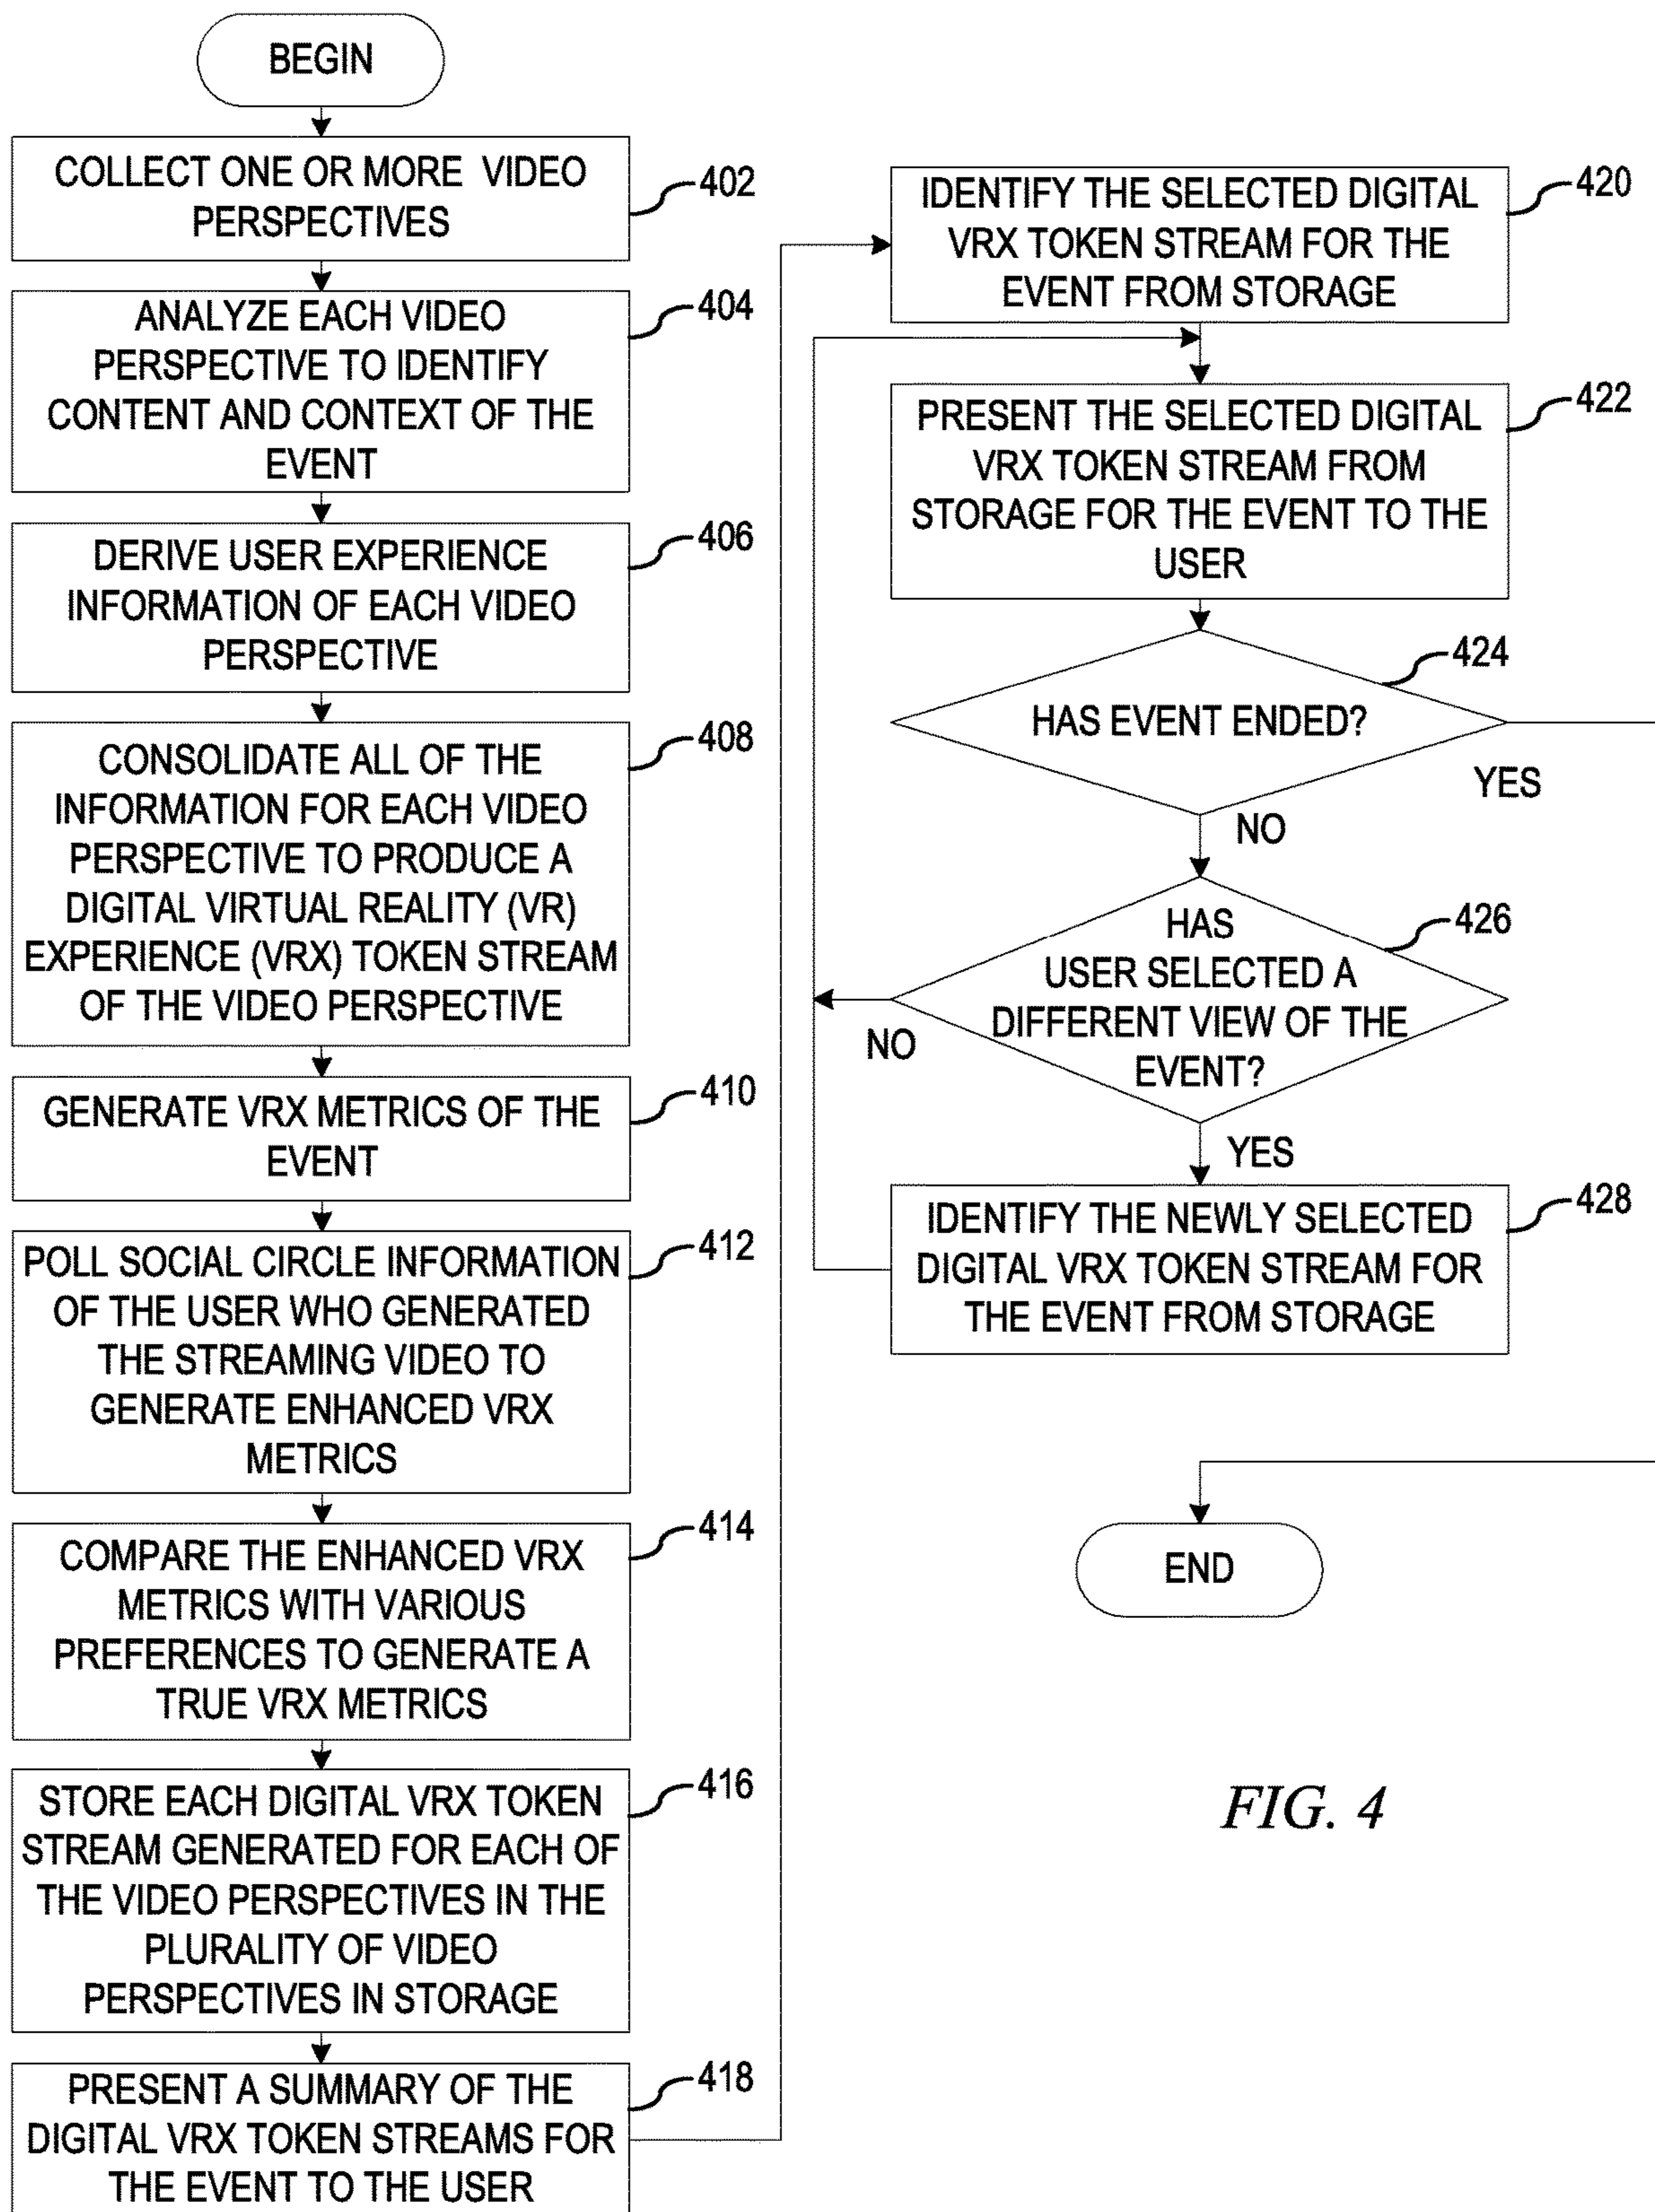 BEGIN
COLLECT ONE OR MORE VIDEO
PERSPECTIVES
402
ANALYZE EACH VIDEO
PERSPECTIVE TO IDENTIFY
CONTENT AND CONTEXT OF THE
EVENT
404
DERIVE USER EXPERIENCE
INFORMATION OF EACH VIDEO
PERSPECTIVE
406
CONSOLIDATE ALL OF THE
INFORMATION FOR EACH VIDEO
PERSPECTIVE TO PRODUCE A
DIGITAL VIRTUAL REALITY (VR)
EXPERIENCE (VRX) TOKEN STREAM
OF THE VIDEO PERSPECTIVE
408
GENERATE VRX METRICS OF THE
EVENT
410
POLL SOCIAL CIRCLE INFORMATION
OF THE USER WHO GENERATED
THE STREAMING VIDEO TO
GENERATE ENHANCED VRX
METRICS
412
COMPARE THE ENHANCED VRX
METRICS WITH VARIOUS
PREFERENCES TO GENERATE A
TRUE VRX METRICS
414
STORE EACH DIGITAL VRX TOKEN
STREAM GENERATED FOR EACH OF
THE VIDEO PERSPECTIVES IN THE
PLURALITY OF VIDEO
PERSPECTIVES IN STORAGE
416
PRESENT A SUMMARY OF THE
DIGITAL VRX TOKEN STREAMS FOR
THE EVENT TO THE USER
418
IDENTIFY THE SELECTED DIGITAL
VRX TOKEN STREAM FOR THE
EVENT FROM STORAGE
420
PRESENT THE SELECTED DIGITAL
VRX TOKEN STREAM FROM
STORAGE FOR THE EVENT TO THE
USER
422
HAS EVENT ENDED?
424
YES
NO
HAS
USER SELECTED A
DIFFERENT VIEW OF THE
EVENT?
426
NO
YES
IDENTIFY THE NEWLY SELECTED
DIGITAL VRX TOKEN STREAM FOR
THE EVENT FROM STORAGE
428
END
FIG. 4